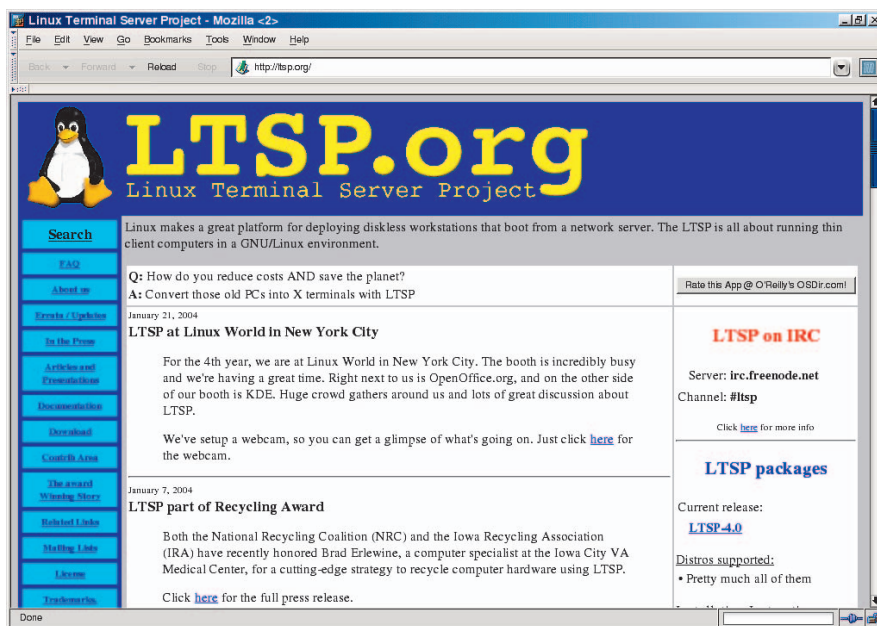 Linux Terminal Server Project - Mozilla <2>
File Edit View Go Bookmarks Tools Window Help
Back Forward Reload Stop http://ltsp.org/
LTSP.org
Linux Terminal Server Project
Search
FAQ
About us
Errata / Updates
In the Press
Articles and
Presentations
Documentation
Download
Contrib Area
The award
Winning Story
Related Links
Mailing Lists
License
Trademarks,
Linux makes a great platform for deploying diskless workstations that boot from a network server. The LTSP is all about running thin
client computers in a GNU/Linux environment.
Q: How do you reduce costs AND save the planet?
A: Convert those old PCs into X terminals with LTSP
January 21, 2004
LTSP at Linux World in New York City
For the 4th year, we are at Linux World in New York City. The booth is incredibly busy
and we're having a great time. Right next to us is OpenOffice.org, and on the other side
of our booth is KDE. Huge crowd gathers around us and lots of great discussion about
LTSP.
We've setup a webcam, so you can get a glimpse of what's going on. Just click here for
the webcam.
January 7, 2004
LTSP part of Recycling Award
Both the National Recycling Coalition (NRC) and the Iowa Recycling Association
(IRA) have recently honored Brad Erlewine, a computer specialist at the Iowa City VA
Medical Center, for a cutting-edge strategy to recycle computer hardware using LTSP.
Click here for the full press release.
Rate this App @ O'Reilly's OSDir.com!
LTSP on IRC
Server: irc.freenode.net
Channel: #ltsp
Click here for more info
LTSP packages
Current release:
LTSP-4.0
Distros supported:
• Pretty much all of them
Done